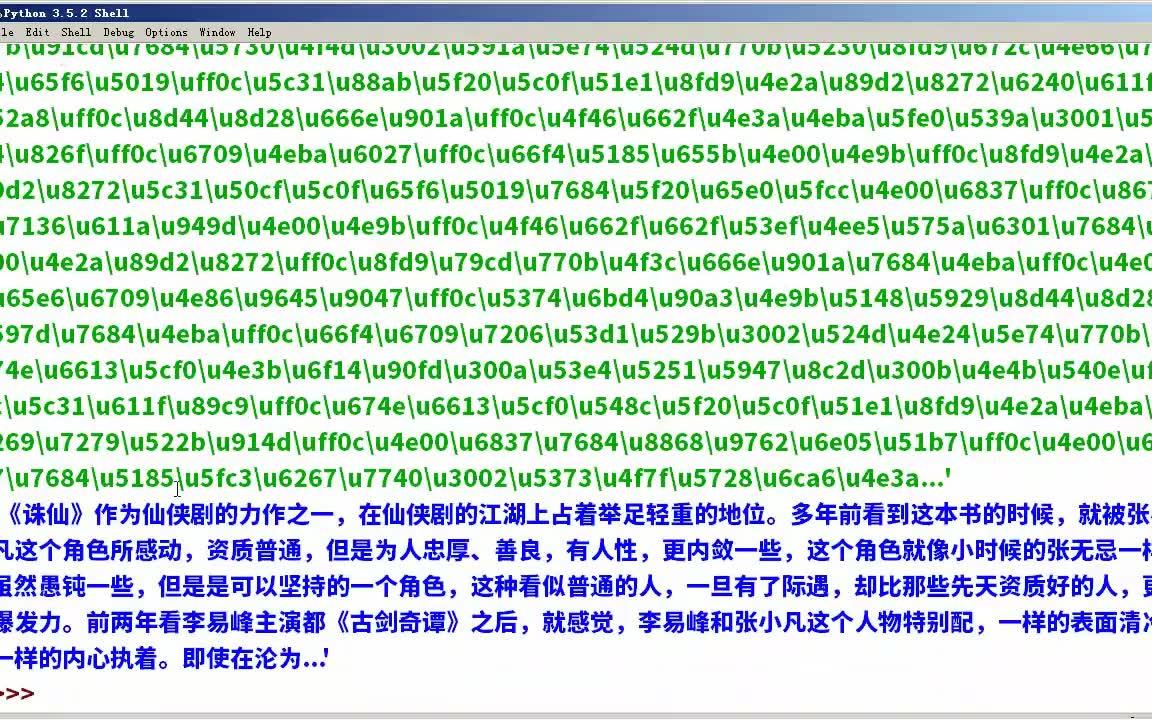 Python 3.5.2 Shell
le Edit Shell Debug Options Window Help
b\u91cd\u7684\u5730\u4f4d\u3002\u591a\u5e74\u524d\u770b\u5230\u8fd9\u672c\u4e66\u7
4\u65f6\u5019\uff0c\u5c31\u88ab\u5f20\u5c0f\u51e1\u8fd9\u4e2a\u89d2\u8272\u6240\u611f
52a8\uff0c\u8d44\u8d28\u666e\u901a\uff0c\u4f46\u662f\u4e3a\u4eba\u5fe0\u539a\u3001\u5
4\u826f\uff0c\u6709\u4eba\u6027\uff0c\u66f4\u5185\u655b\u4e00\u4e9b\uff0c\u8fd9\u4e2a\
9d2\u8272\u5c31\u50cf\u5c0f\u65f6\u5019\u7684\u5f20\u65e0\u5fcc\u4e00\u6837\uff0c\u867
u7136\u611a\u949d\u4e00\u4e9b\uff0c\u4f46\u662f\u662f\u53ef\u4ee5\u575a\u6301\u7684\u
00\u4e2a\u89d2\u8272\uff0c\u8fd9\u79cd\u770b\u4f3c\u666e\u901a\u7684\u4eba\uff0c\u4e0
u65e6\u6709\u4e86\u9645\u9047\uff0c\u5374\u6bd4\u90a3\u4e9b\u5148\u5929\u8d44\u8d28
597d\u7684\u4eba\uff0c\u66f4\u6709\u7206\u53d1\u529b\u3002\u524d\u4e24\u5e74\u770b\
74e\u6613\u5cf0\u4e3b\u6f14\u90fd\u300a\u53e4\u5251\u5947\u8c2d\u300b\u4e4b\u540e\uf
c\u5c31\u611f\u89c9\uff0c\u674e\u6613\u5cf0\u548c\u5f20\u5c0f\u51e1\u8fd9\u4e2a\u4eba\
269\u7279\u522b\u914d\uff0c\u4e00\u6837\u7684\u8868\u9762\u6e05\u51b7\uff0c\u4e00\u6
7\u7684\u5185\u5fc3\u6267\u7740\u3002\u5373\u4f7f\u5728\u6ca6\u4e3a...'
《诛仙》作为仙侠剧的力作之一，在仙侠剧的江湖上占着举足轻重的地位。多年前看到这本书的时候，就被张
凡这个角色所感动，资质普通，但是为人忠厚、善良，有人性，更内敛一些，这个角色就像小时候的张无忌一样
虽然愚钝一些，但是是可以坚持的一个角色，这种看似普通的人，一旦有了际遇，却比那些先天资质好的人，更
爆发力。前两年看李易峰主演都《古剑奇谭》之后，就感觉，李易峰和张小凡这个人物特别配，一样的表面清冷
一样的内心执着。即使在沦为...'
>>>